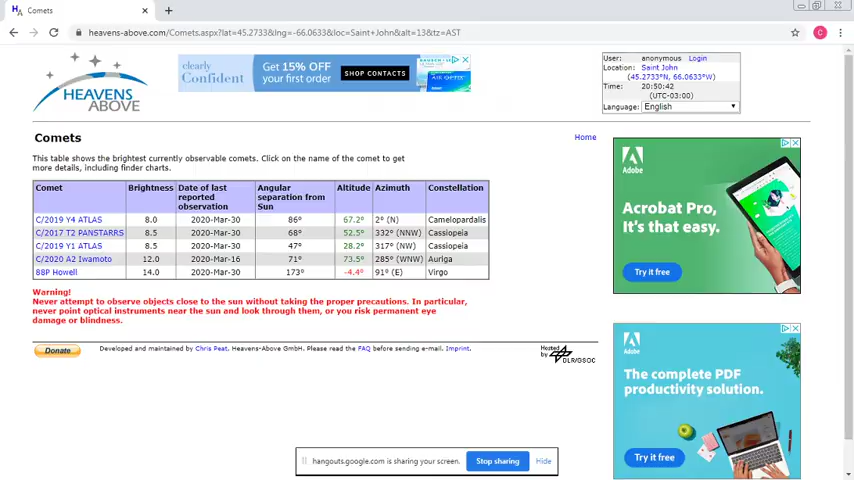 Comets
heavens-above.com/Comets.aspx?lat=45.2733&lng=-66.0633&loc=Saint+John&alt=13&tz=AST
C
HEAVENS
ABOVE
clearly
Confident
Get 15% OFF
your first order
SHOP CONTACTS
BAUSCH+LOMB
AIR OPTIX
User: anonymous Login
Location: Saint John
(45.2733°N, 66.0633°W)
Time: 20:50:42
(UTC-03:00)
Language: English
Comets
Home
This table shows the brightest currently observable comets. Click on the name of the comet to get
more details, including finder charts.
Comet Brightness Date of last reported observation Angular separation from Sun Altitude Azimuth Constellation
C/2019 Y4 ATLAS 8.0 2020-Mar-30 86° 67.2° 2° (N) Camelopardalis
C/2017 T2 PANSTARRS 8.5 2020-Mar-30 68° 52.5° 332° (NNW) Cassiopeia
C/2019 Y1 ATLAS 8.5 2020-Mar-30 47° 28.2° 317° (NW) Cassiopeia
C/2020 A2 Iwamoto 12.0 2020-Mar-16 71° 73.5° 285° (WNW) Auriga
88P Howell 14.0 2020-Mar-30 173° -4.4° 91° (E) Virgo
Warning!
Never attempt to observe objects close to the sun without taking the proper precautions. In particular,
never point optical instruments near the sun and look through them, or you risk permanent eye
damage or blindness.
Donate
Developed and maintained by Chris Peat, Heavens-Above GmbH. Please read the FAQ before sending e-mail. Imprint.
Hosted
by
DLR/GSOC
Adobe
Acrobat Pro,
It's that easy.
Try it free
Adobe
The complete PDF
productivity solution.
Try it free
hangouts.google.com is sharing your screen. Stop sharing Hide